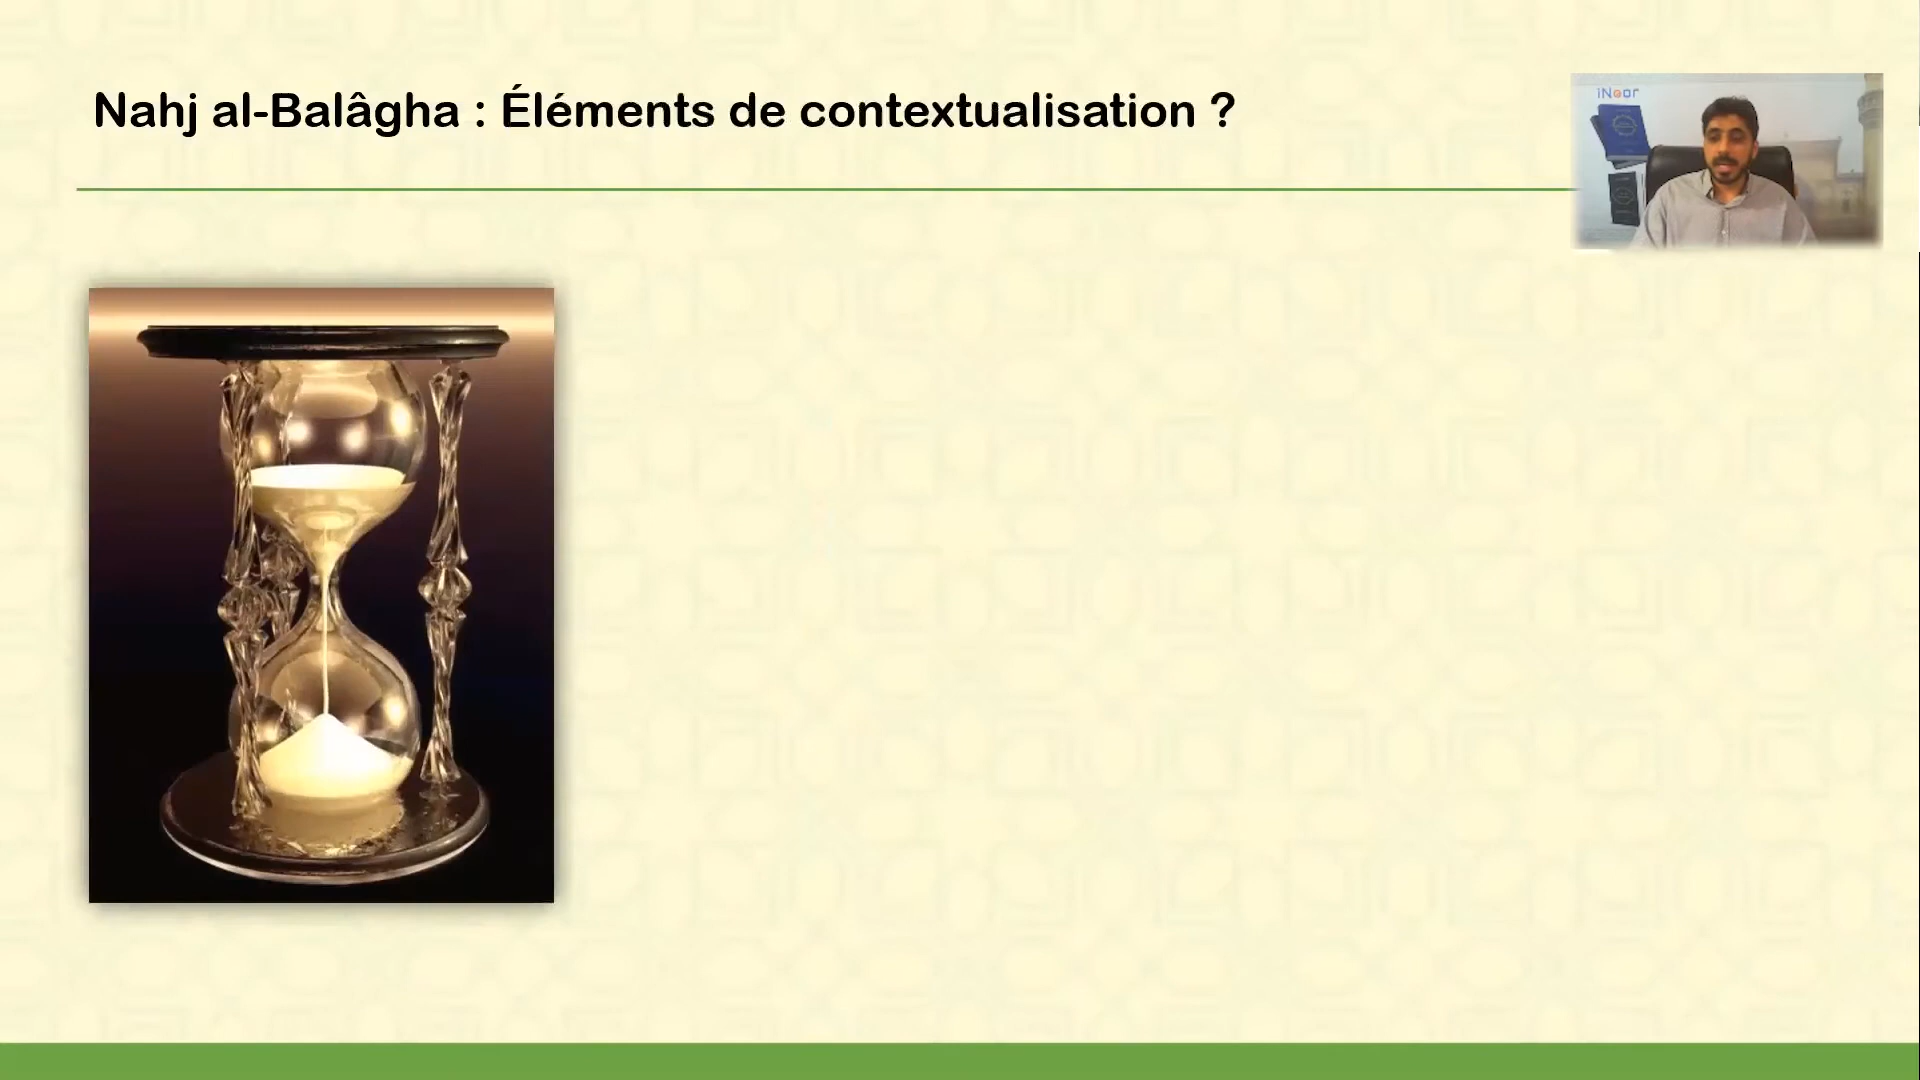 Nahj al-Balâgha : Éléments de contextualisation ?
iNoor